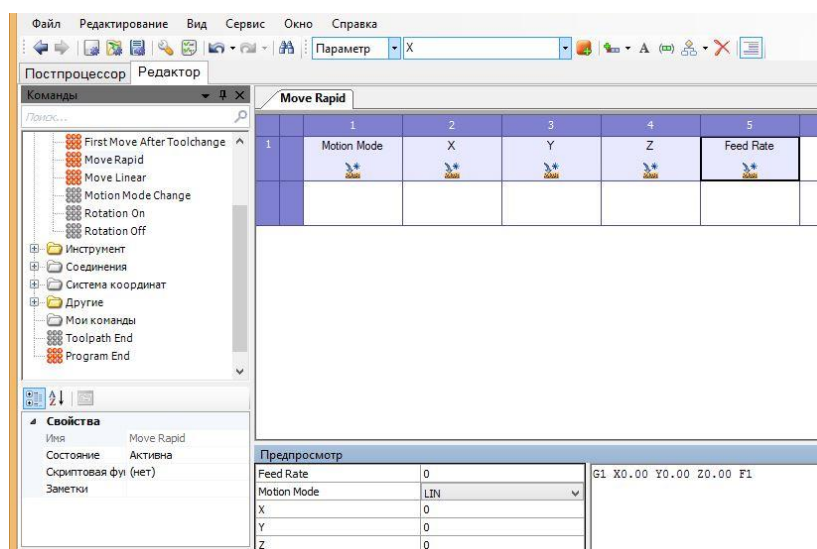 Файл Редактирование Вид Сервис Окно Справка
Параметр X
Постпроцессор Редактор
Команды
Поиск...
First Move After Toolchange
Move Rapid
Move Linear
Motion Mode Change
Rotation On
Rotation Off
Инструмент
Соединения
Система координат
Другие
Мои команды
Toolpath End
Program End
Свойства
Имя Move Rapid
Состояние Активна
Скриптовая фу (нет)
Заметки
Move Rapid
1 2 3 4 5
1 Motion Mode X Y Z Feed Rate
Предпросмотр
Feed Rate 0
Motion Mode LIN
X 0
Y 0
Z 0
G1 X0.00 Y0.00 Z0.00 F1